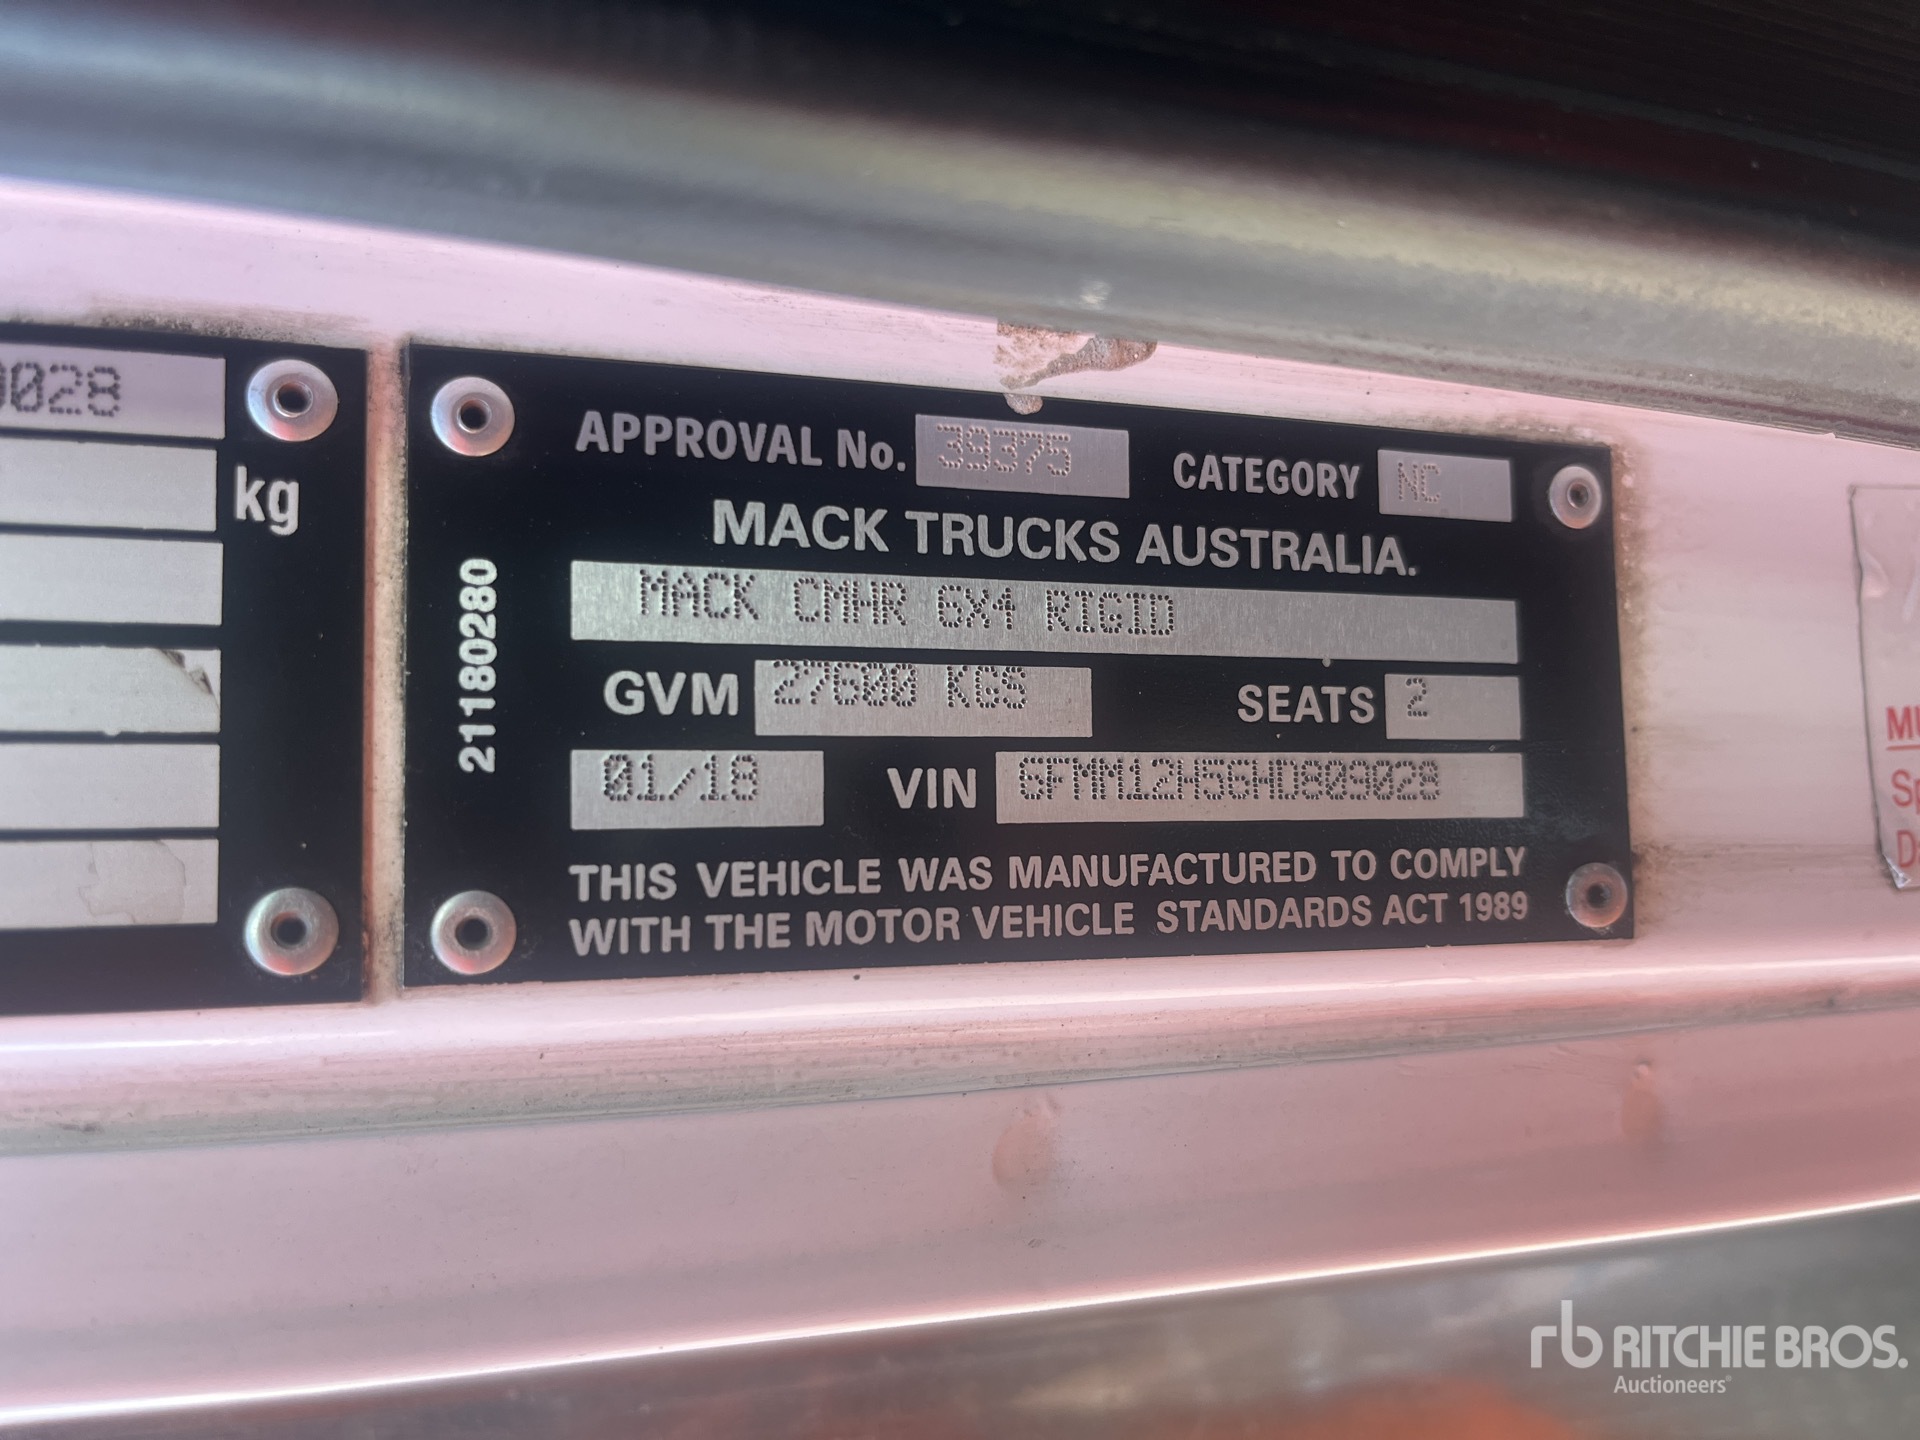 0028
kg
21180280
APPROVAL No. 39375 CATEGORY NC
MACK TRUCKS AUSTRALIA.
MACK CMHR 6X4 RIGID
GVM 27600 KGS SEATS 2
01/18 VIN 6FMM12H56HD809028
THIS VEHICLE WAS MANUFACTURED TO COMPLY
WITH THE MOTOR VEHICLE STANDARDS ACT 1989
rb RITCHIE BROS.
Auctioneers